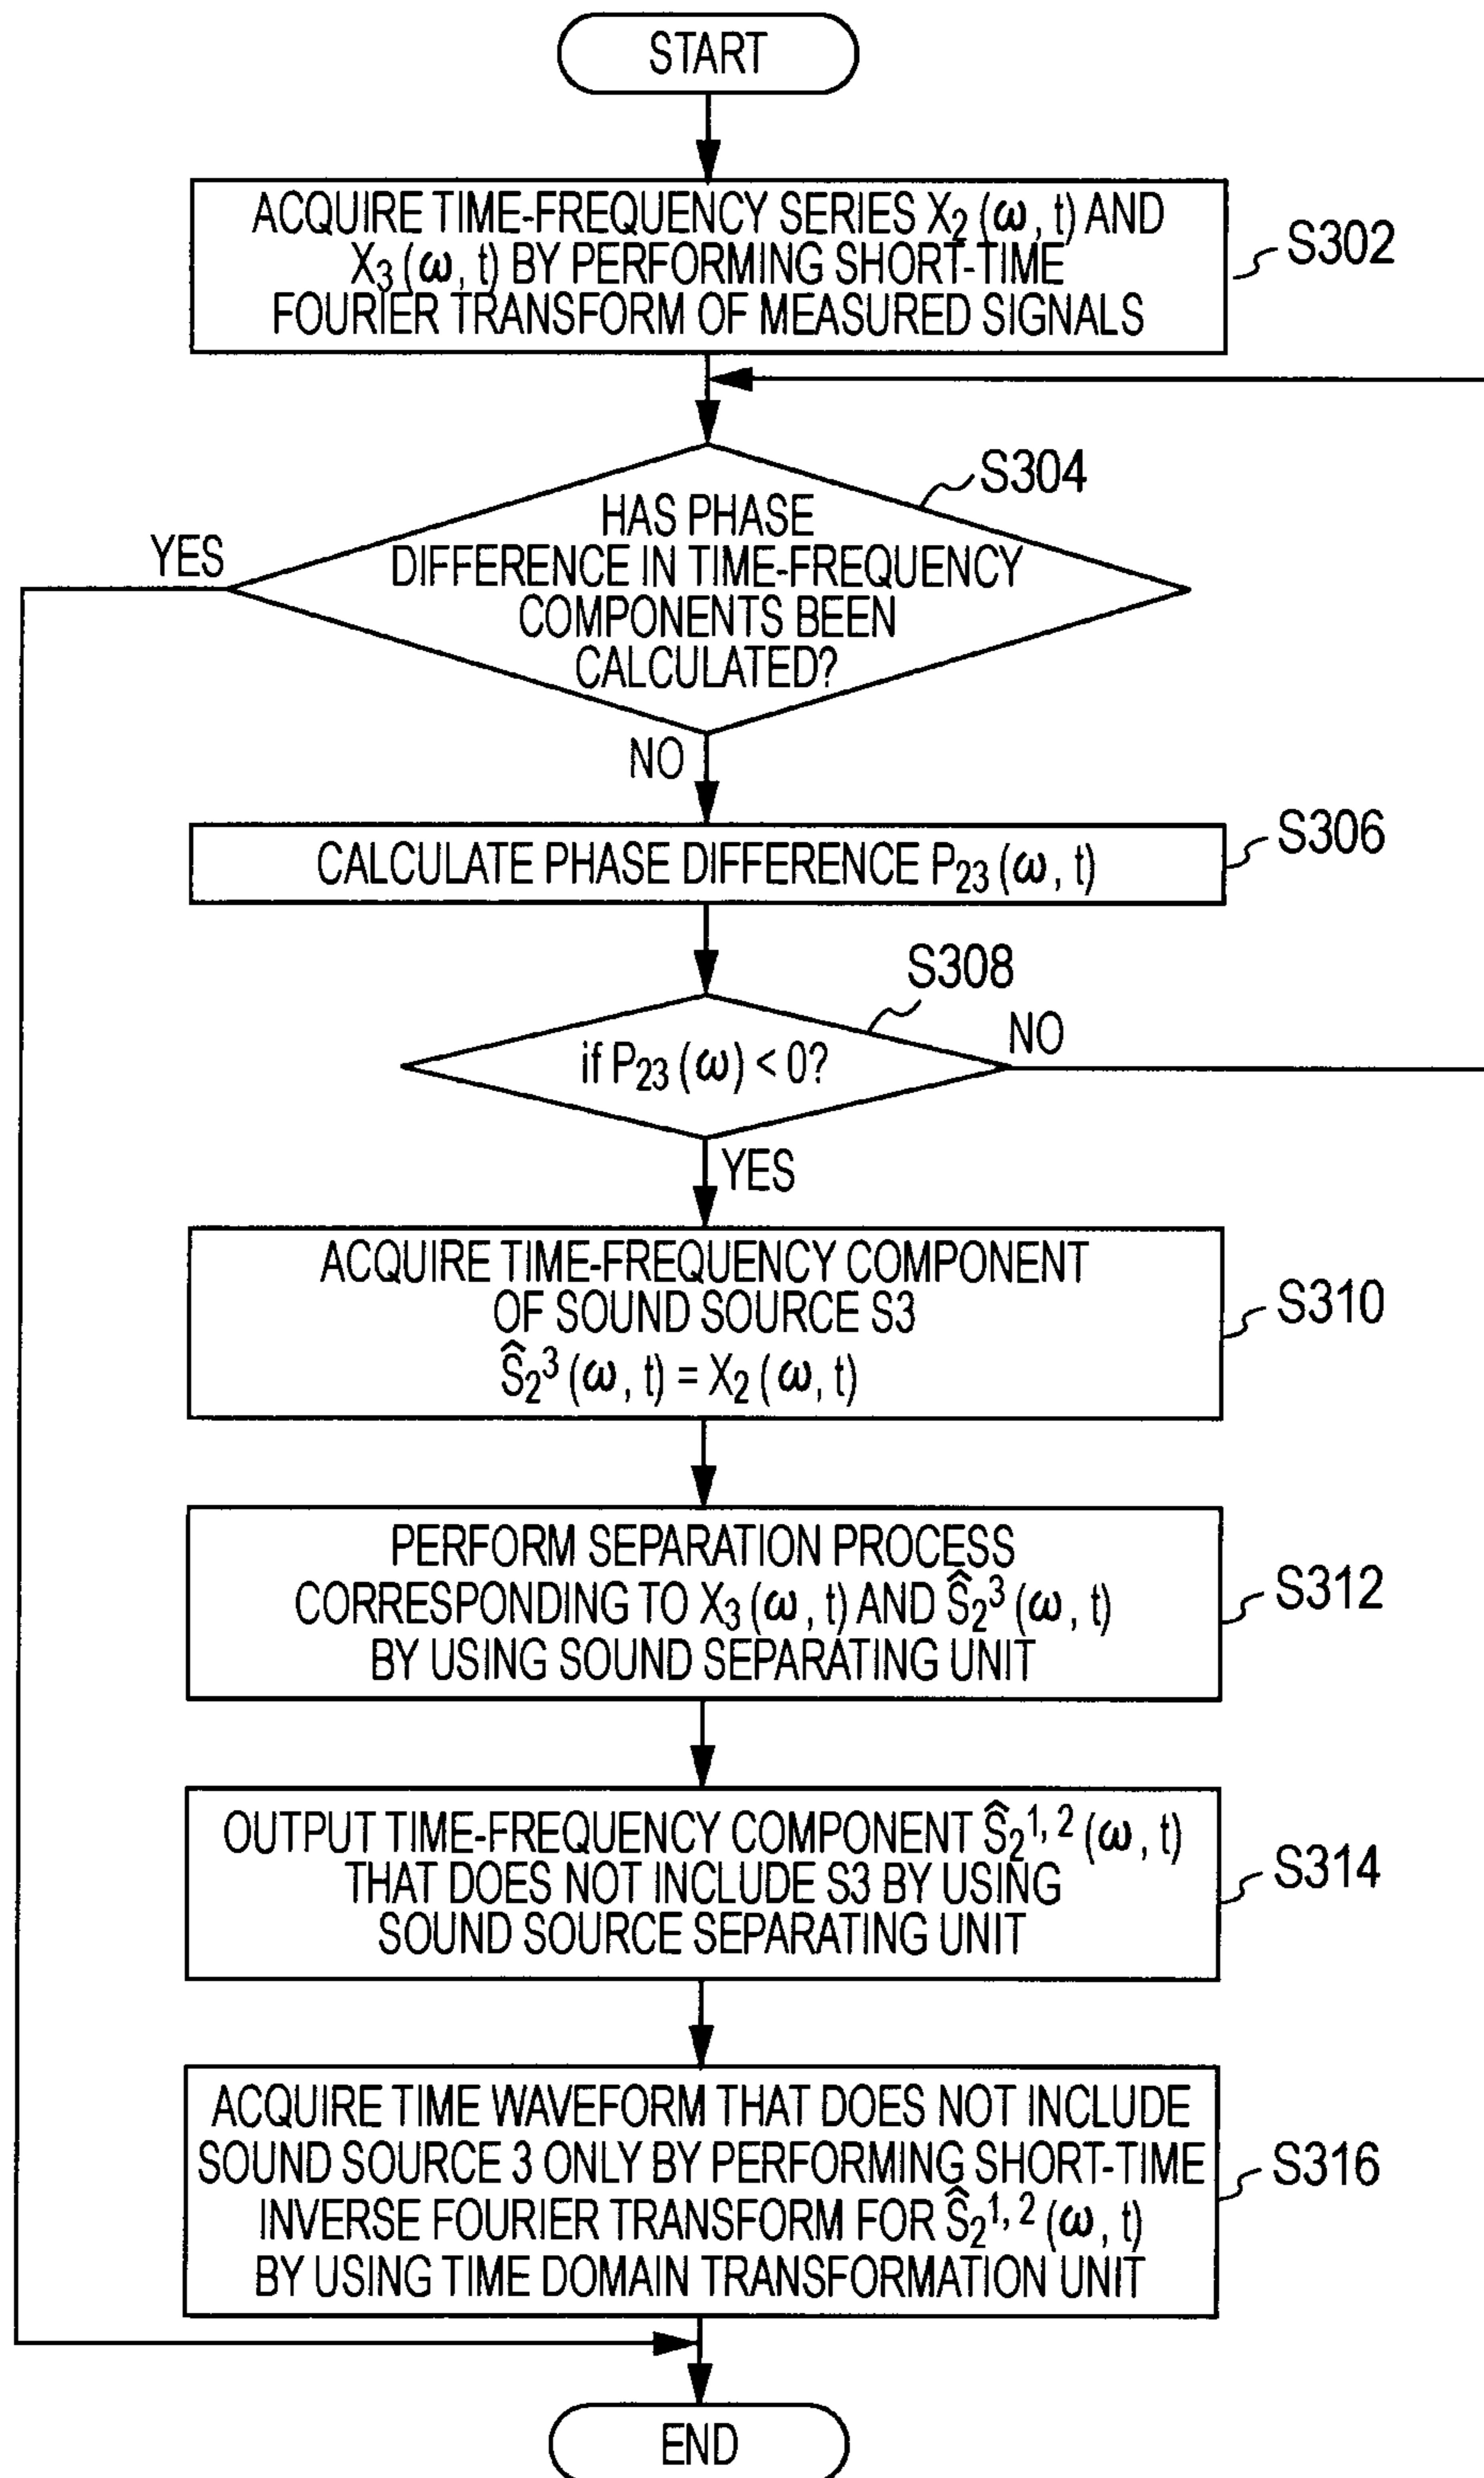 START
ACQUIRE TIME-FREQUENCY SERIES X₂(ω, t) AND
X₃(ω, t) BY PERFORMING SHORT-TIME
FOURIER TRANSFORM OF MEASURED SIGNALS
S302
S304
HAS PHASE
DIFFERENCE IN TIME-FREQUENCY
COMPONENTS BEEN
CALCULATED?
YES
NO
CALCULATE PHASE DIFFERENCE P₂₃(ω, t)
S306
S308
if P₂₃(ω) < 0?
NO
YES
ACQUIRE TIME-FREQUENCY COMPONENT
OF SOUND SOURCE S3
Ŝ₂³(ω, t) = X₂(ω, t)
S310
PERFORM SEPARATION PROCESS
CORRESPONDING TO X₃(ω, t) AND Ŝ₂³(ω, t)
BY USING SOUND SEPARATING UNIT
S312
OUTPUT TIME-FREQUENCY COMPONENT Ŝ₂¹,²(ω, t)
THAT DOES NOT INCLUDE S3 BY USING
SOUND SOURCE SEPARATING UNIT
S314
ACQUIRE TIME WAVEFORM THAT DOES NOT INCLUDE
SOUND SOURCE 3 ONLY BY PERFORMING SHORT-TIME
INVERSE FOURIER TRANSFORM FOR Ŝ₂¹,²(ω, t)
BY USING TIME DOMAIN TRANSFORMATION UNIT
S316
END